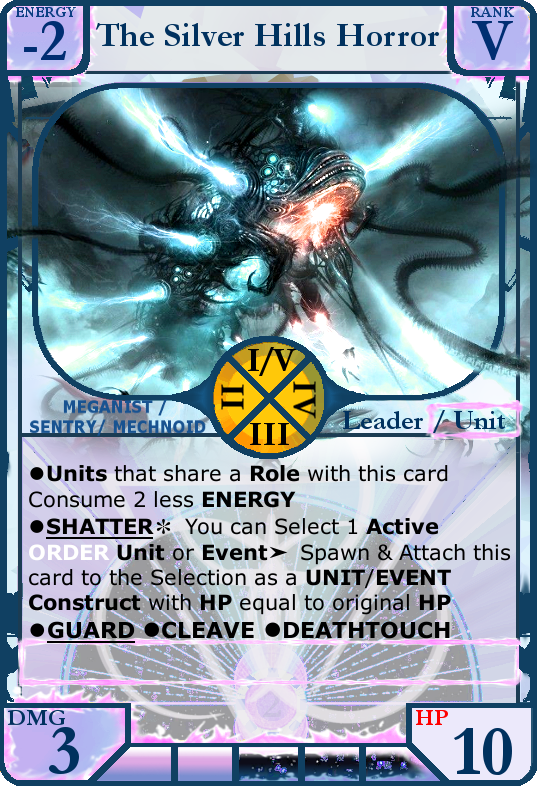 ENERGY
-2
The Silver Hills Horror
RANK
V
I/V
II
IV
III
MEGANIST /
SENTRY/ MECHNOID
Leader / Unit
●Units that share a Role with this card
Consume 2 less ENERGY
●SHATTER✻ You can Select 1 Active
ORDER Unit or Event➤ Spawn & Attach this
card to the Selection as a UNIT/EVENT
Construct with HP equal to original HP
●GUARD ●CLEAVE ●DEATHTOUCH
DMG
3
HP
10